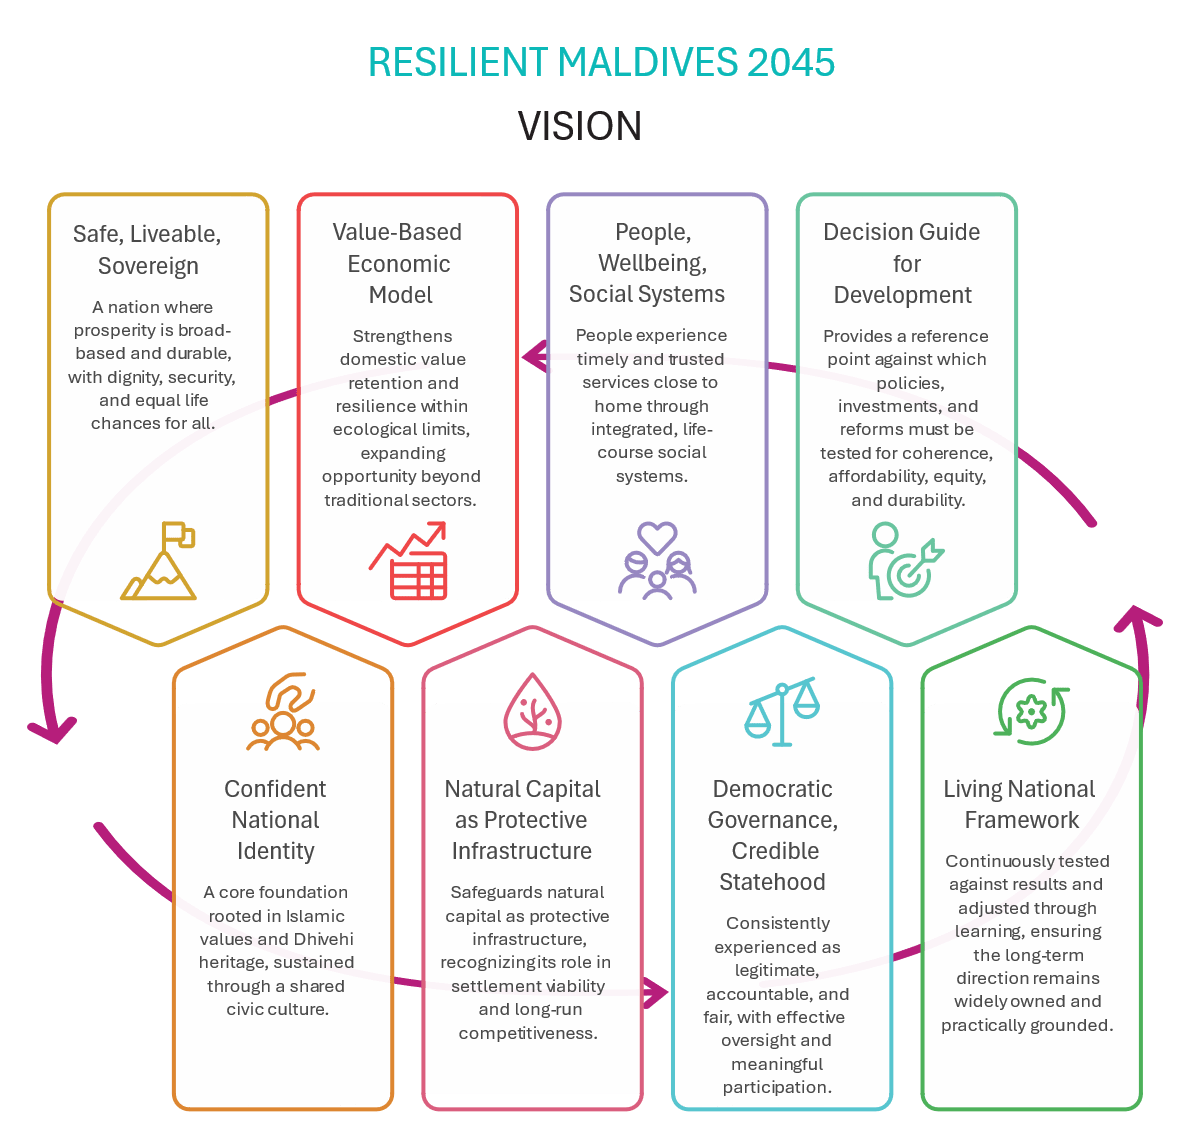 RESILIENT MALDIVES 2045
VISION
Safe, Liveable,
Sovereign
A nation where
prosperity is broad-
based and durable,
with dignity, security,
and equal life
chances for all.
Value-Based
Economic
Model
Strengthens
domestic value
retention and
resilience within
ecological limits,
expanding
opportunity beyond
traditional sectors.
People,
Wellbeing,
Social Systems
People experience
timely and trusted
services close to
home through
integrated, life-
course social
systems.
Decision Guide
for
Development
Provides a reference
point against which
policies,
investments, and
reforms must be
tested for coherence,
affordability, equity,
and durability.
Confident
National
Identity
A core foundation
rooted in Islamic
values and Dhivehi
heritage, sustained
through a shared
civic culture.
Natural Capital
as Protective
Infrastructure
Safeguards natural
capital as protective
infrastructure,
recognizing its role in
settlement viability
and long-run
competitiveness.
Democratic
Governance,
Credible
Statehood
Consistently
experienced as
legitimate,
accountable, and
fair, with effective
oversight and
meaningful
participation.
Living National
Framework
Continuously tested
against results and
adjusted through
learning, ensuring
the long-term
direction remains
widely owned and
practically grounded.